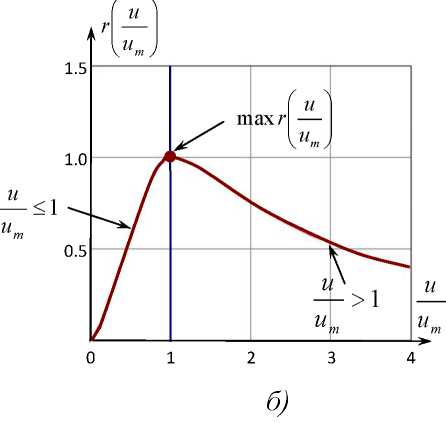 r(u/u_m)
1.5
max r(u/u_m)
1.0
u/u_m ≤ 1
0.5
u/u_m > 1
u/u_m
0 1 2 3 4
б)